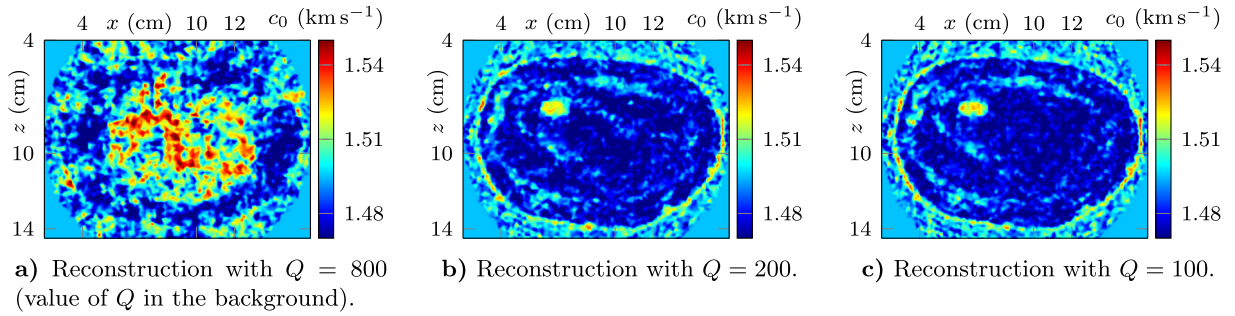 4 x (cm) 10 12 c₀ (km s⁻¹)
4
z (cm)
10
14
1.54
1.51
1.48
a) Reconstruction with Q = 800
(value of Q in the background).
4 x (cm) 10 12 c₀ (km s⁻¹)
4
z (cm)
10
14
1.54
1.51
1.48
b) Reconstruction with Q = 200.
4 x (cm) 10 12 c₀ (km s⁻¹)
4
z (cm)
10
14
1.54
1.51
1.48
c) Reconstruction with Q = 100.